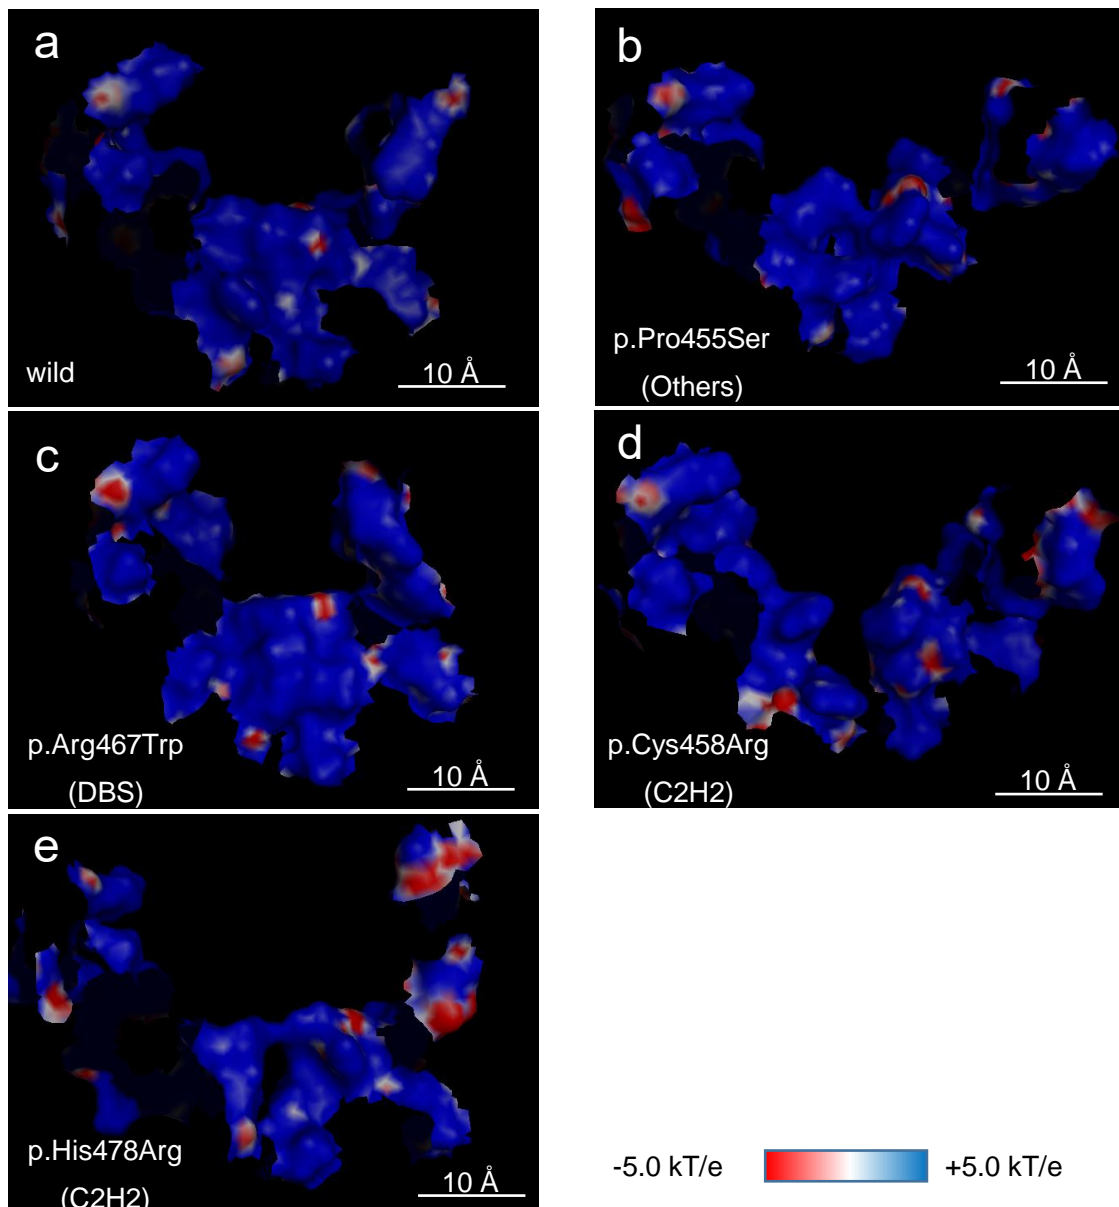 a
wild
10 Å
b
p.Pro455Ser
(Others)
10 Å
c
p.Arg467Trp
(DBS)
10 Å
d
p.Cys458Arg
(C2H2)
10 Å
e
p.His478Arg
(C2H2)
10 Å
-5.0 kT/e
+5.0 kT/e